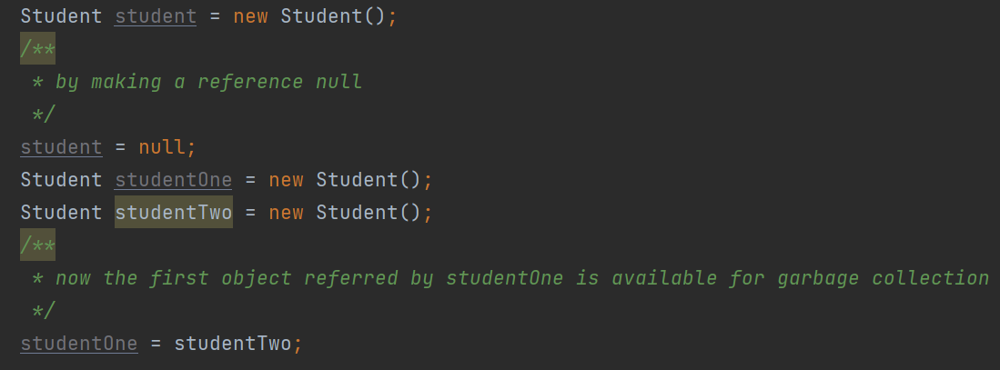 Student student = new Student();
/**
 * by making a reference null
 */
student = null;
Student studentOne = new Student();
Student studentTwo = new Student();
/**
 * now the first object referred by studentOne is available for garbage collection
 */
studentOne = studentTwo;